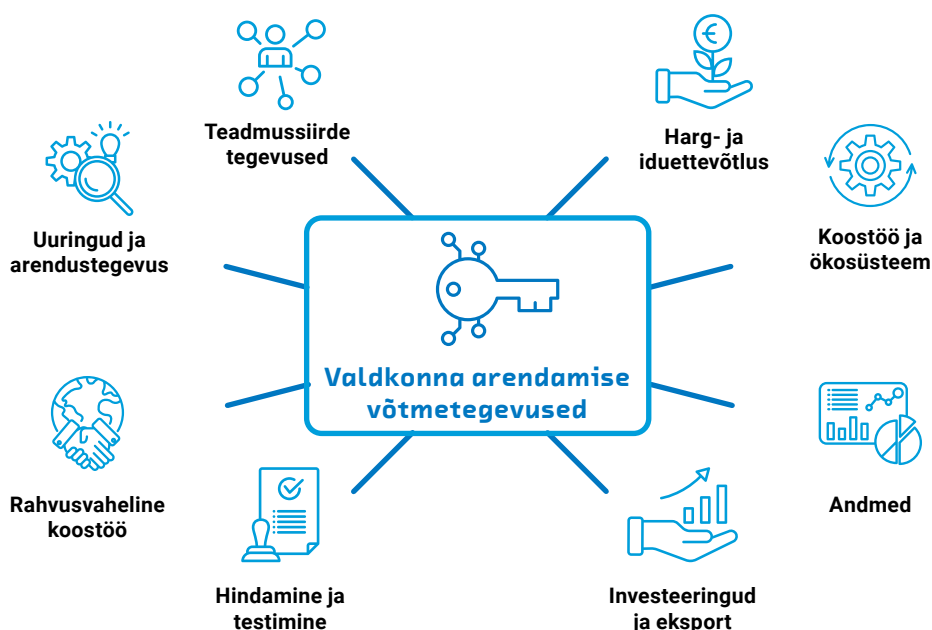 Teadmussiirde
tegevused
Harg- ja
iduettevõtlus
Uuringud ja
arendustegevus
Koostöö ja
ökosüsteem
Valdkonna arendamise
võtmetegevused
Rahvusvaheline
koostöö
Andmed
Hindamine ja
testimine
Investeeringud
ja eksport
€